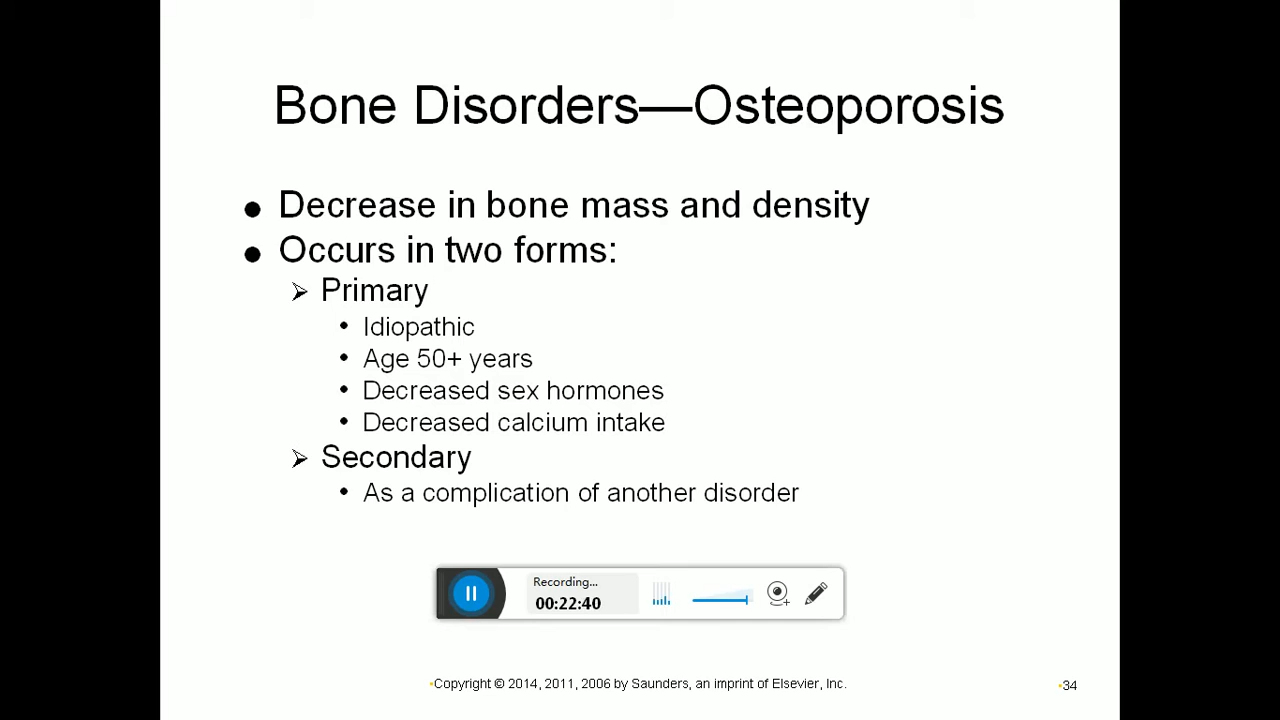 Bone Disorders—Osteoporosis
● Decrease in bone mass and density
● Occurs in two forms:
➢ Primary
• Idiopathic
• Age 50+ years
• Decreased sex hormones
• Decreased calcium intake
➢ Secondary
• As a complication of another disorder
Recording...
00:22:40
•Copyright © 2014, 2011, 2006 by Saunders, an imprint of Elsevier, Inc.
•34